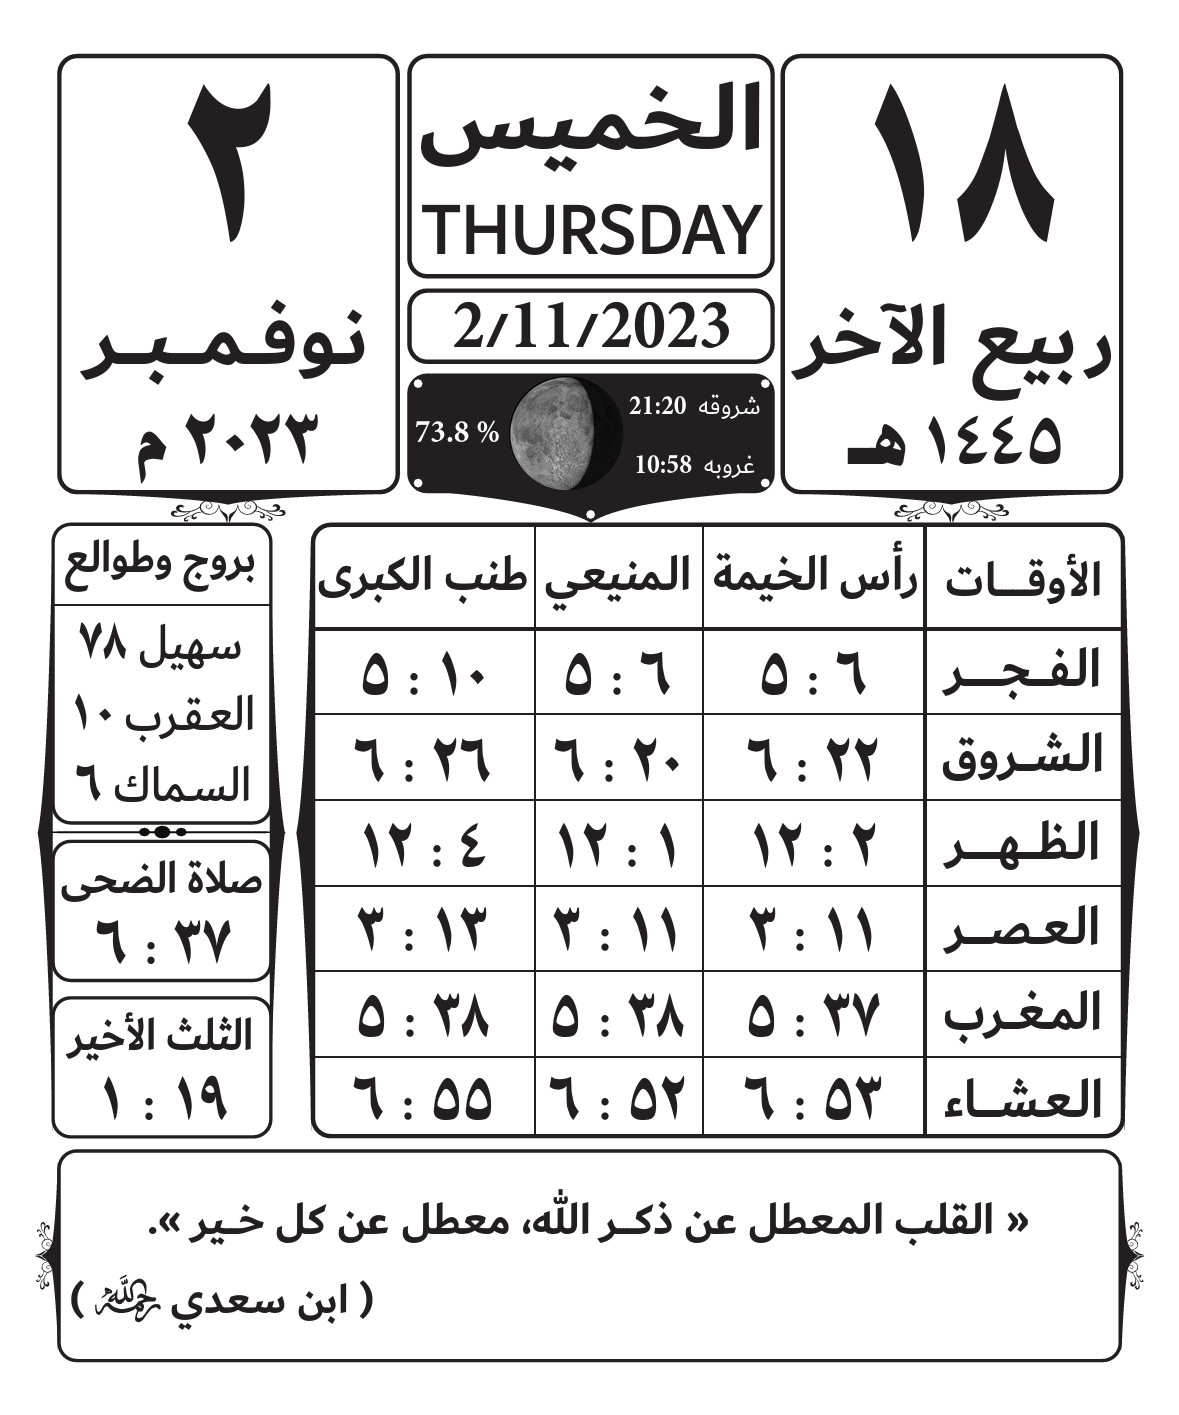 ١٨
ربيع الآخر
١٤٤٥ هـ
الخميس
THURSDAY
2/11/2023
شروقه 21:20
غروبه 10:58
73.8 %
٢
نوفمبر
٢٠٢٣ م
الأوقات رأس الخيمة المنيعي طنب الكبرى
الفجر ٦ : ٥ ٦ : ٥ ١٠ : ٥
الشروق ٢٢ : ٦ ٢٠ : ٦ ٢٦ : ٦
الظهر ٢ : ١٢ ١ : ١٢ ٤ : ١٢
العصر ١١ : ٣ ١١ : ٣ ١٣ : ٣
المغرب ٣٧ : ٥ ٣٨ : ٥ ٣٨ : ٥
العشاء ٥٣ : ٦ ٥٢ : ٦ ٥٥ : ٦
بروج وطوالع
سهيل ٧٨
العقرب ١٠
السماك ٦
صلاة الضحى
٣٧ : ٦
الثلث الأخير
١٩ : ١
« القلب المعطل عن ذكر الله، معطل عن كل خير ».
( ابن سعدي رحمه الله )